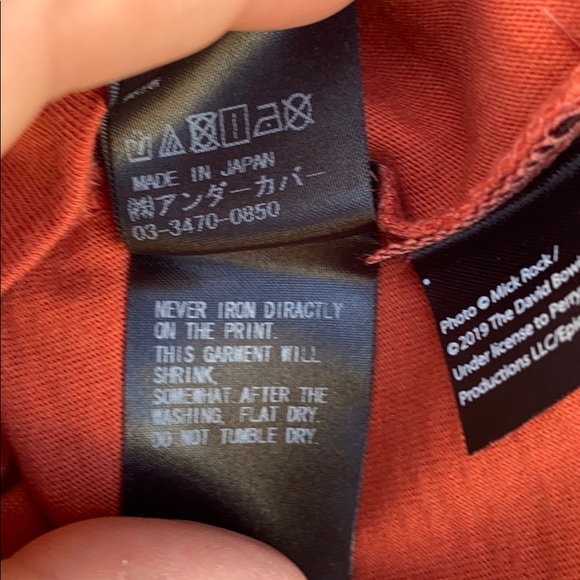 MADE IN JAPAN
㈱アンダーカバー
03-3470-0850
NEVER IRON DIRACTLY
ON THE PRINT.
THIS GARMENT WILL
SHRINK,
SOMEWHAT AFTER THE
WASHING, FLAT DRY.
DO NOT TUMBLE DRY.
Photo © Mick Rock /
©2019 The David Bowi
Under license to Perry
Productions LLC/Epi